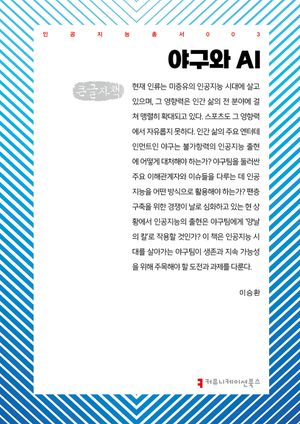 인공지능총서003
야구와 AI
큰글자책
현재 인류는 미증유의 인공지능 시대에 살고
있으며, 그 영향력은 인간 삶의 전 분야에 걸
쳐 맹렬히 확대되고 있다. 스포츠도 그 영향력
에서 자유롭지 못하다. 인간 삶의 주요 엔터테
인먼트인 야구는 불가항력의 인공지능 출현
에 어떻게 대처해야 하는가? 야구팀을 둘러싼
주요 이해관계자와 이슈들을 다루는 데 인공
지능을 어떤 방식으로 활용해야 하는가? 팬층
구축을 위한 경쟁이 날로 심화하고 있는 현 상
황에서 인공지능의 출현은 야구팀에게 '양날
의 칼'로 작용할 것인가? 이 책은 인공지능 시
대를 살아가는 야구팀이 생존과 지속 가능성
을 위해 주목해야 할 도전과 과제를 다룬다.
이승환
커뮤니케이션북스